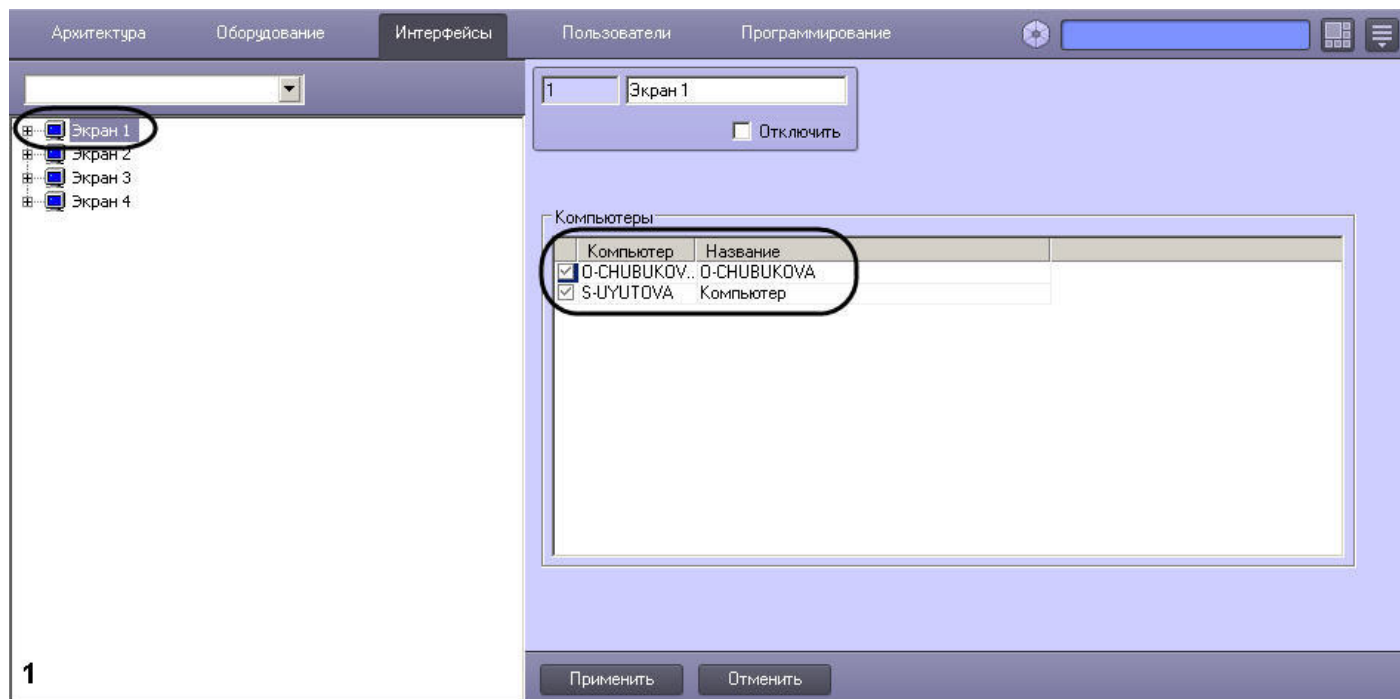 Архитектура Оборудование Интерфейсы Пользователи Программирование
1 Экран 1
Отключить
Экран 1
Экран 2
Экран 3
Экран 4
Компьютеры
Компьютер Название
O-CHUBUKOV.. O-CHUBUKOVA
S-UYUTOVA Компьютер
1
Применить Отменить